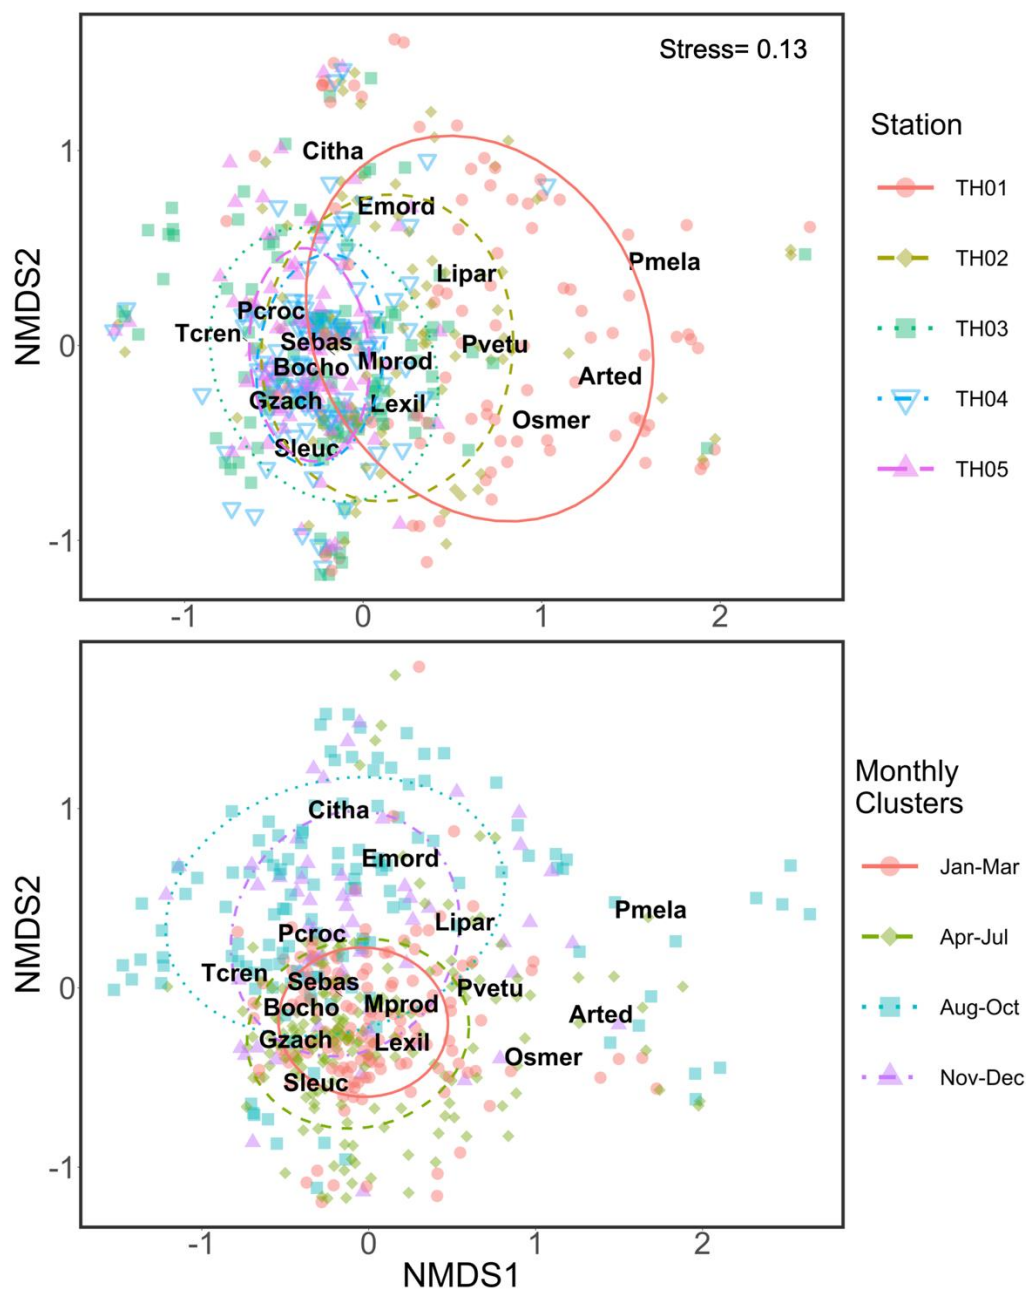 Stress= 0.13
Citha
Emord
Lipar
Pmela
Pcroc
Tcren
Sebas
Pvetu
Mprod
Bocho
Arted
Gzach
Lexil
Osmer
Sleuc
NMDS2
1
0
-1
-1
0
1
2
Station
TH01
TH02
TH03
TH04
TH05
Citha
Emord
Pmela
Lipar
Pcroc
Tcren
Sebas
Pvetu
Mprod
Bocho
Arted
Gzach
Lexil
Osmer
Sleuc
NMDS2
1
0
-1
-1
0
1
2
NMDS1
Monthly
Clusters
Jan-Mar
Apr-Jul
Aug-Oct
Nov-Dec